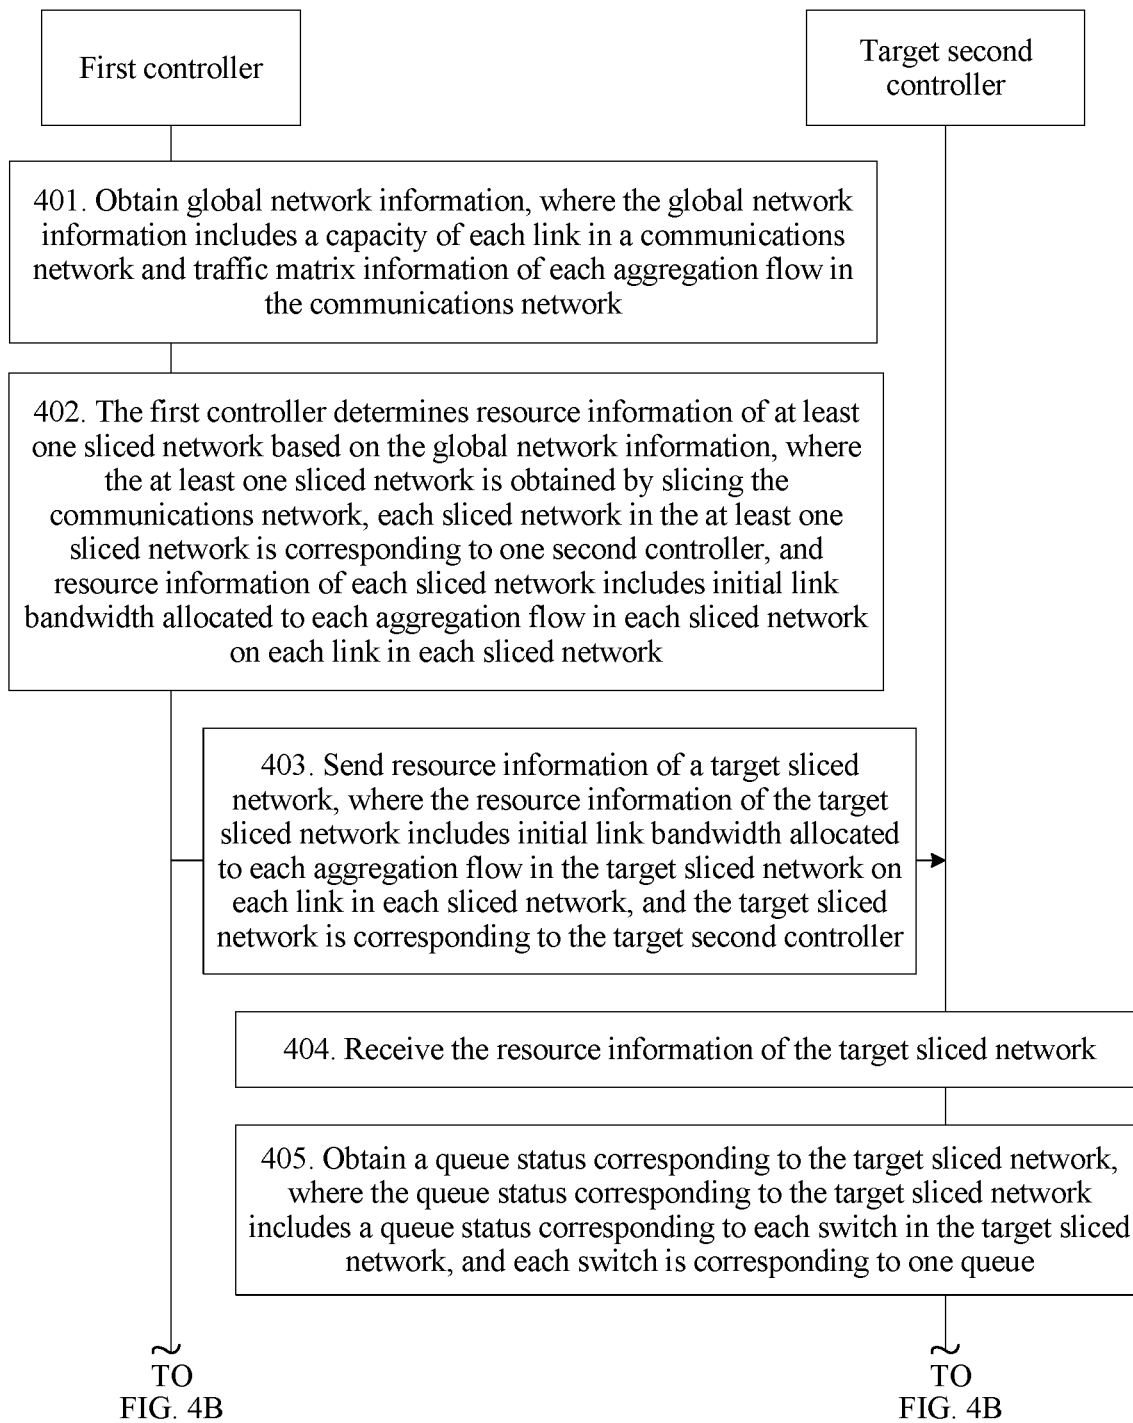 First controller
Target second
controller
401. Obtain global network information, where the global network
information includes a capacity of each link in a communications
network and traffic matrix information of each aggregation flow in
the communications network
402. The first controller determines resource information of at least
one sliced network based on the global network information, where
the at least one sliced network is obtained by slicing the
communications network, each sliced network in the at least one
sliced network is corresponding to one second controller, and
resource information of each sliced network includes initial link
bandwidth allocated to each aggregation flow in each sliced network
on each link in each sliced network
403. Send resource information of a target sliced
network, where the resource information of the target
sliced network includes initial link bandwidth allocated
to each aggregation flow in the target sliced network on
each link in each sliced network, and the target sliced
network is corresponding to the target second controller
404. Receive the resource information of the target sliced network
405. Obtain a queue status corresponding to the target sliced network,
where the queue status corresponding to the target sliced network
includes a queue status corresponding to each switch in the target sliced
network, and each switch is corresponding to one queue
TO
FIG. 4B
TO
FIG. 4B